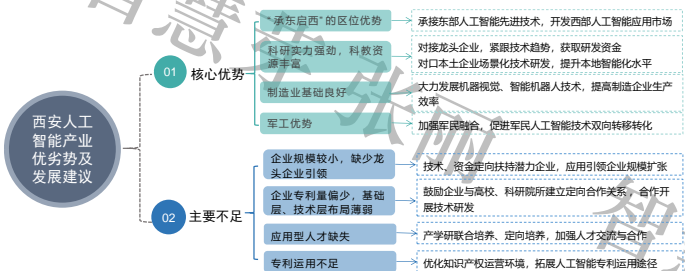 "承东启西"的区位优势
承接东部人工智能先进技术，开发西部人工智能应用市场
科研实力强劲，科教资
源丰富
对接龙头企业，紧跟技术趋势，获取研发资金
对口本土企业场景化技术研发，提升本地智能化水平
01
核心优势
制造业基础良好
大力发展机器视觉、智能机器人技术，提高制造企业生产
效率
军工优势
加强军民融合，促进军民人工智能技术双向转移转化
西安人工
智能产业
优劣势及
发展建议
企业规模较小，缺少龙
头企业引领
技术、资金定向扶持潜力企业，应用引领企业规模扩张
02
主要不足
企业专利量偏少，基础
层、技术层布局薄弱
鼓励企业与高校、科研院所建立定向合作关系，合作开
展技术研发
应用型人才缺失
产学研联合培养、定向培养，加强人才交流与合作
专利运用不足
优化知识产权运营环境，拓展人工智能专利运用途径
智慧芽 张丽
智